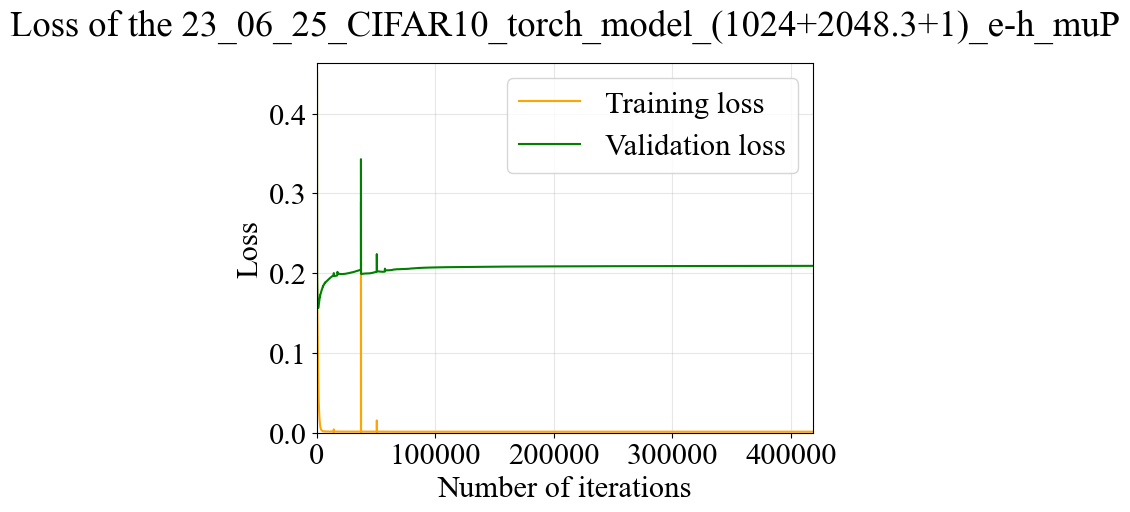 Loss of the 23_06_25_CIFAR10_torch_model_(1024+2048.3+1)_e-h_muP
Training loss
Validation loss
Loss
0.4
0.3
0.2
0.1
0.0
0 100000 200000 300000 400000
Number of iterations